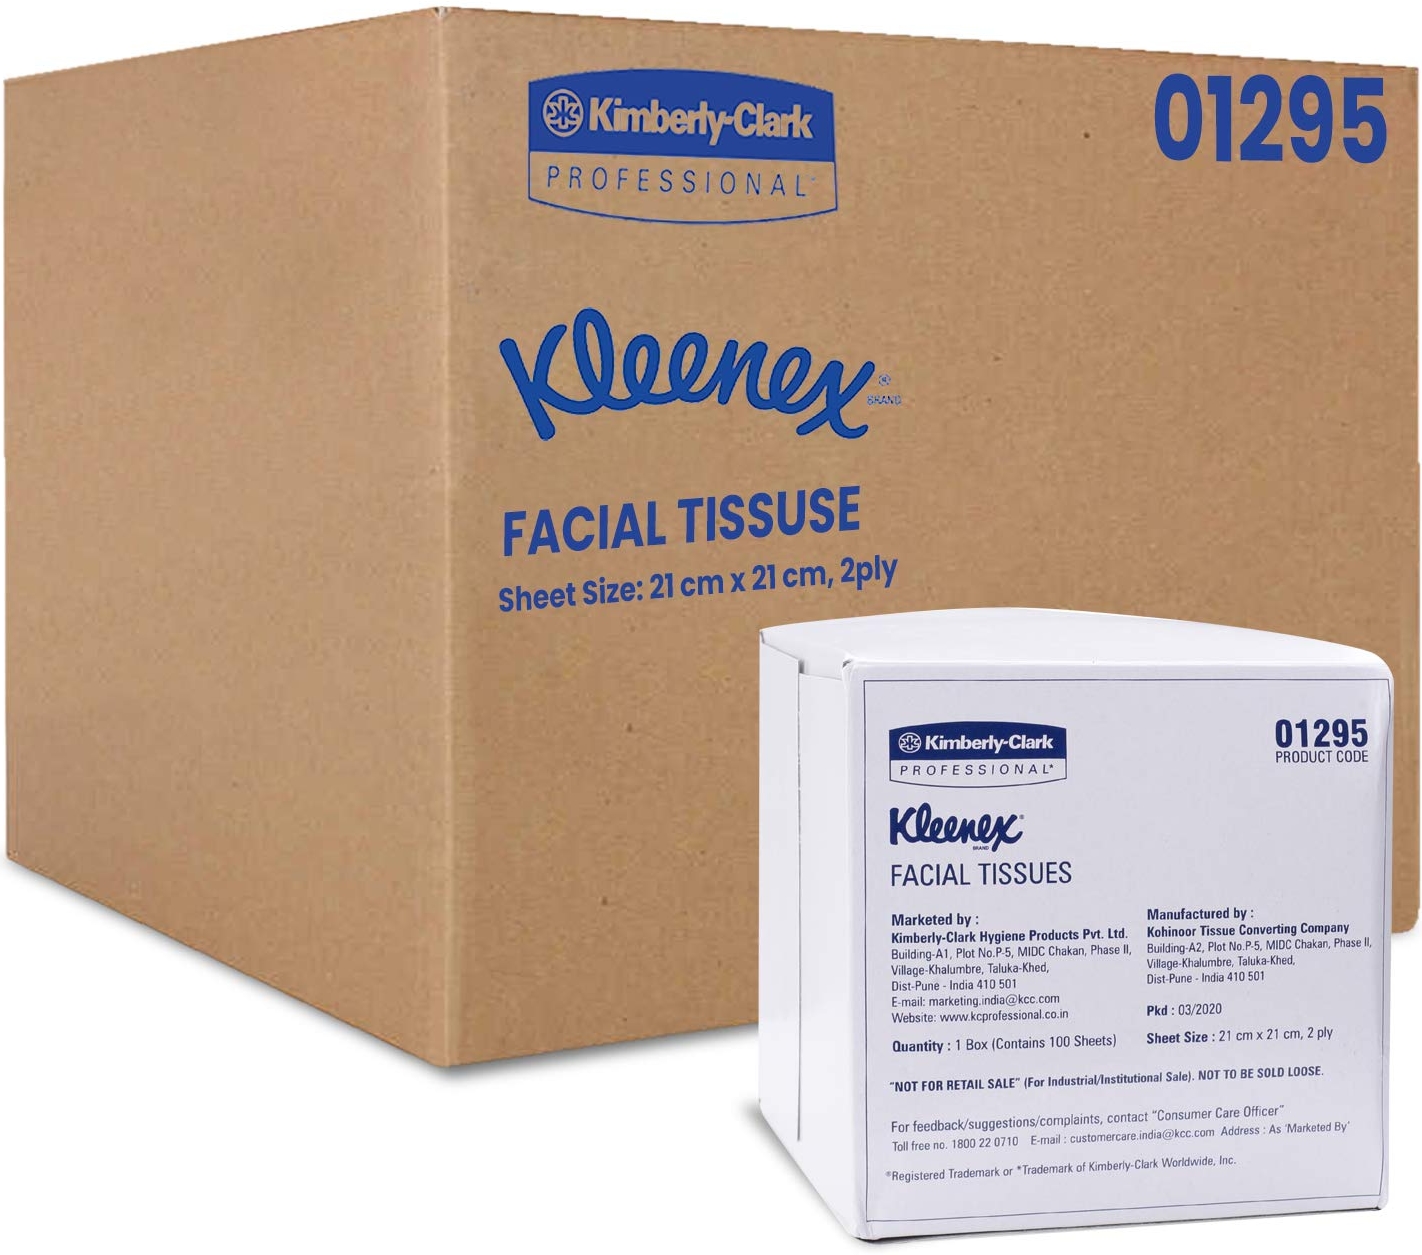 Kimberly-Clark
PROFESSIONAL
01295
Kleenex®
BRAND
FACIAL TISSUSE
Sheet Size: 21 cm x 21 cm, 2ply
Kimberly-Clark
PROFESSIONAL*
01295
PRODUCT CODE
Kleenex®
BRAND
FACIAL TISSUES
Marketed by :
Kimberly-Clark Hygiene Products Pvt. Ltd.
Building-A1, Plot No.P-5, MIDC Chakan, Phase II,
Village-Khalumbre, Taluka-Khed,
Dist-Pune - India 410 501
E-mail: marketing.india@kcc.com
Website: www.kcprofessional.co.in
Quantity : 1 Box (Contains 100 Sheets)
Manufactured by :
Kohinoor Tissue Converting Company
Building-A2, Plot No.P-5, MIDC Chakan, Phase II,
Village-Khalumbre, Taluka-Khed,
Dist-Pune - India 410 501
Pkd : 03/2020
Sheet Size : 21 cm x 21 cm, 2 ply
"NOT FOR RETAIL SALE" (For Industrial/Institutional Sale). NOT TO BE SOLD LOOSE.
For feedback/suggestions/complaints, contact "Consumer Care Officer"
Toll free no. 1800 22 0710 E-mail : customercare.india@kcc.com Address : As 'Marketed By'
®Registered Trademark or *Trademark of Kimberly-Clark Worldwide, Inc.